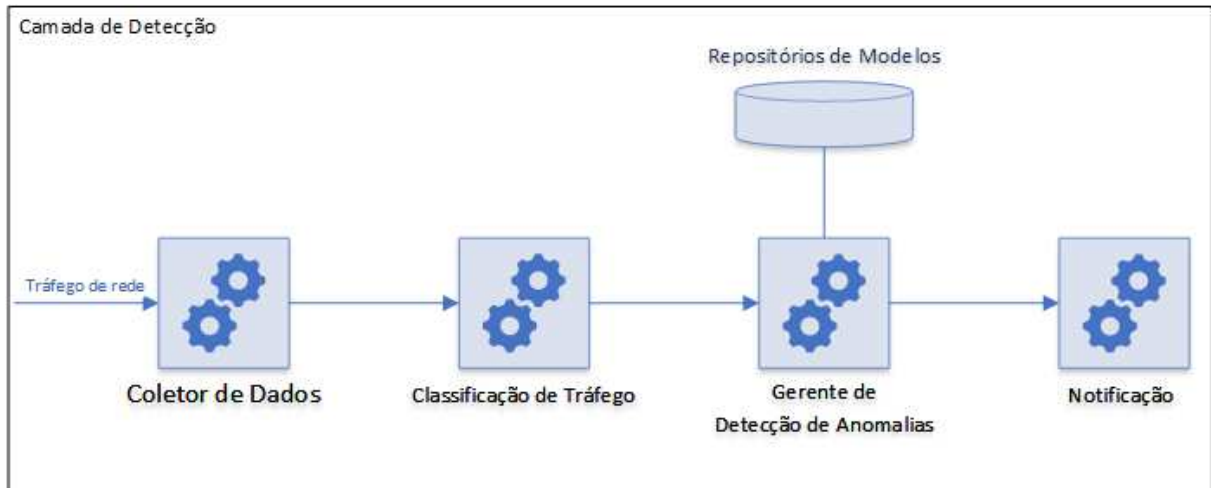 Camada de Detecção
Repositórios de Modelos
Tráfego de rede
Coletor de Dados
Classificação de Tráfego
Gerente de
Detecção de Anomalias
Notificação